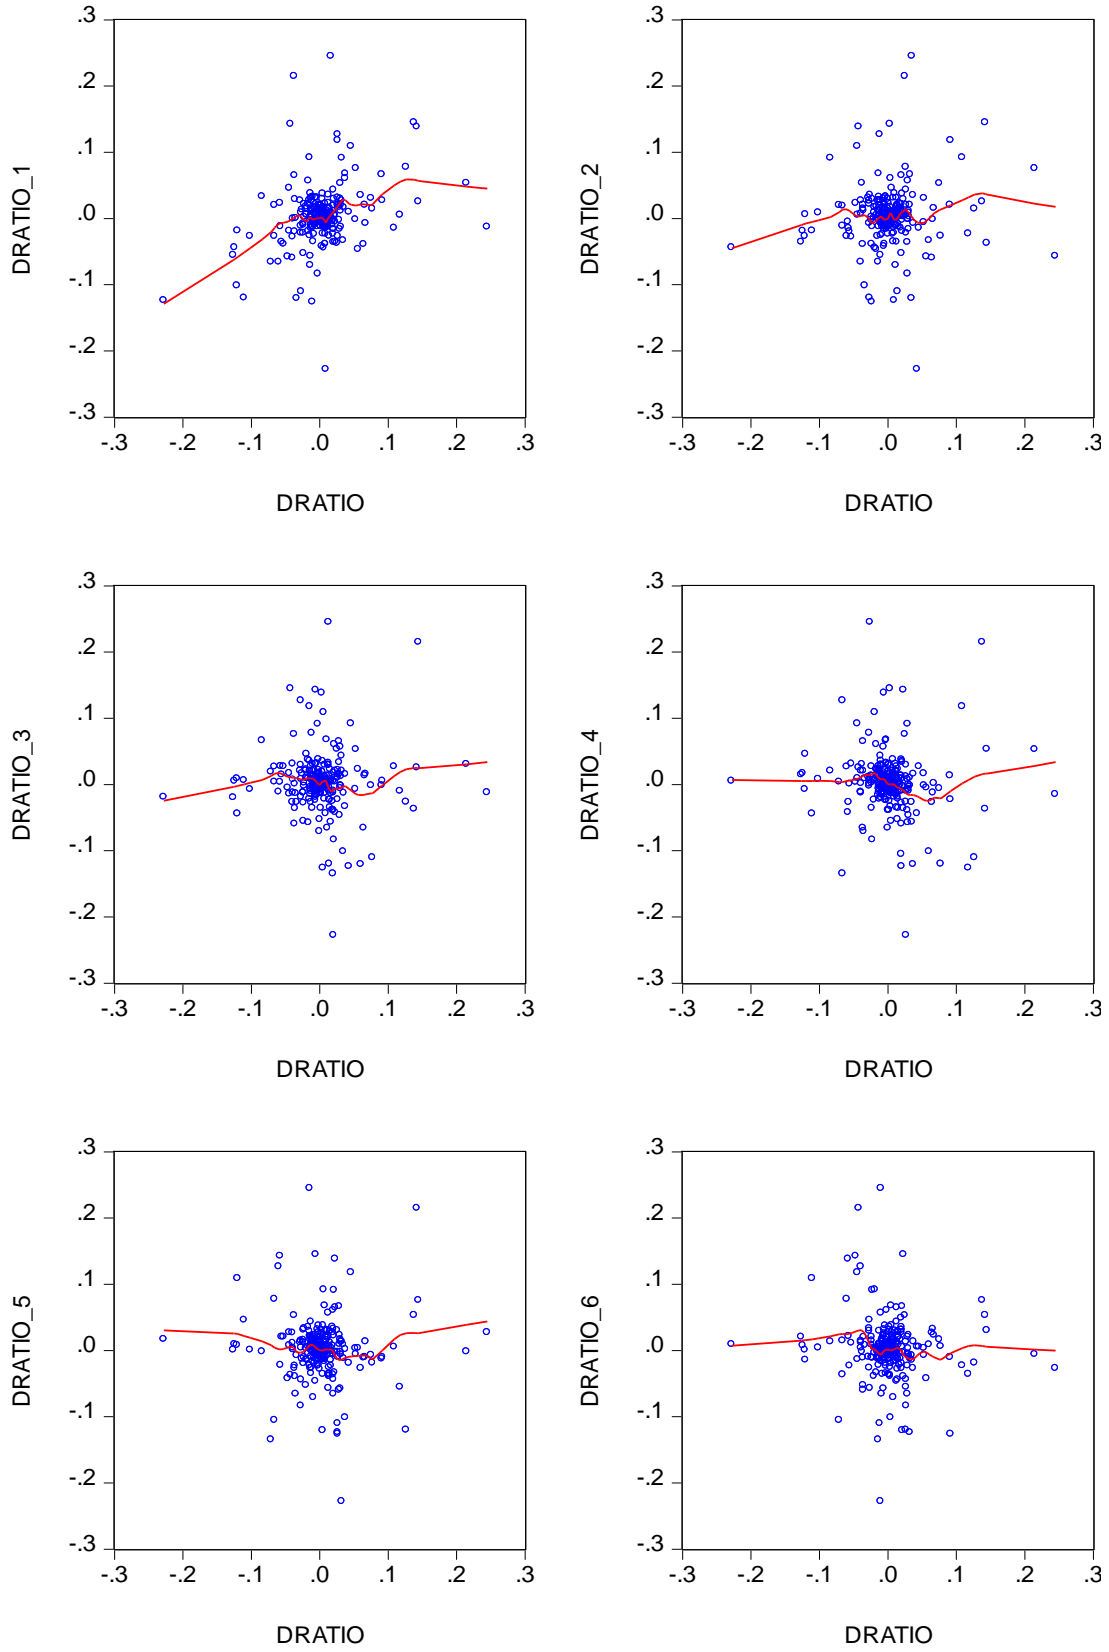 .3 .3
.2 .2
.1 .1
.0 .0
-.1 -.1
-.2 -.2
-.3 -.3
DRATIO_1 DRATIO_2
-.3 -.2 -.1 .0 .1 .2 .3 -.3 -.2 -.1 .0 .1 .2 .3
DRATIO DRATIO
.3 .3
.2 .2
.1 .1
.0 .0
-.1 -.1
-.2 -.2
-.3 -.3
DRATIO_3 DRATIO_4
-.3 -.2 -.1 .0 .1 .2 .3 -.3 -.2 -.1 .0 .1 .2 .3
DRATIO DRATIO
.3 .3
.2 .2
.1 .1
.0 .0
-.1 -.1
-.2 -.2
-.3 -.3
DRATIO_5 DRATIO_6
-.3 -.2 -.1 .0 .1 .2 .3 -.3 -.2 -.1 .0 .1 .2 .3
DRATIO DRATIO